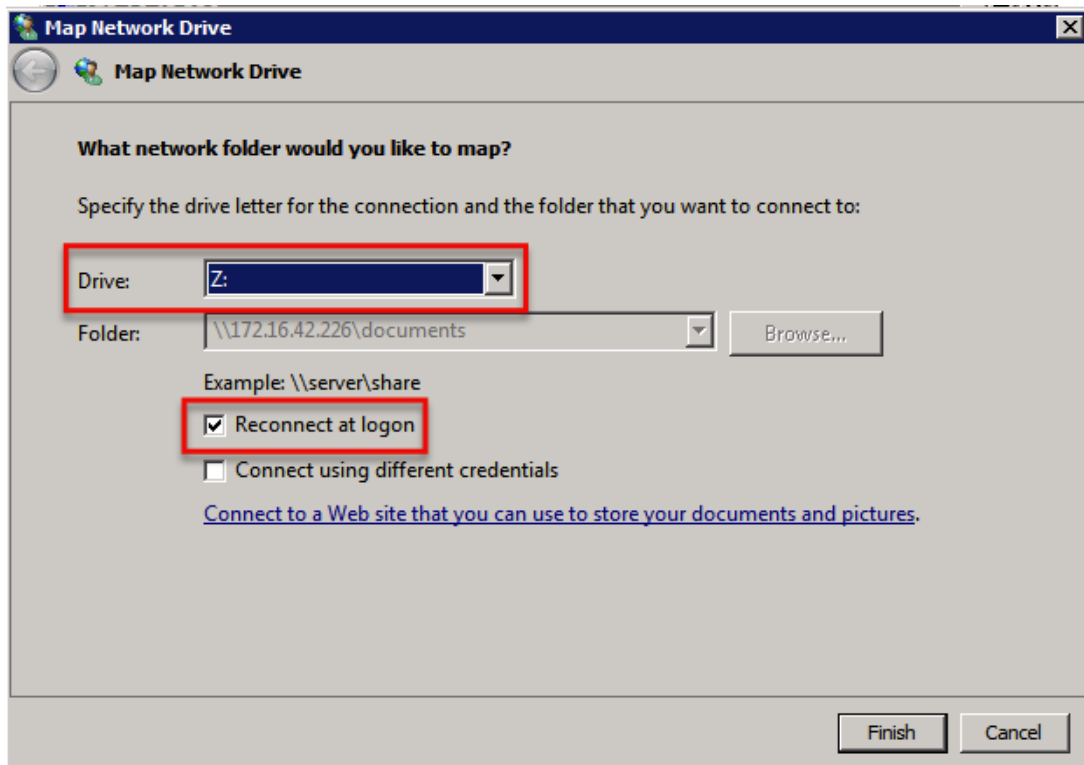 Map Network Drive
Map Network Drive
What network folder would you like to map?
Specify the drive letter for the connection and the folder that you want to connect to:
Drive: Z:
Folder: \\172.16.42.226\documents Browse...
Example: \\server\share
Reconnect at logon
Connect using different credentials
Connect to a Web site that you can use to store your documents and pictures.
Finish Cancel